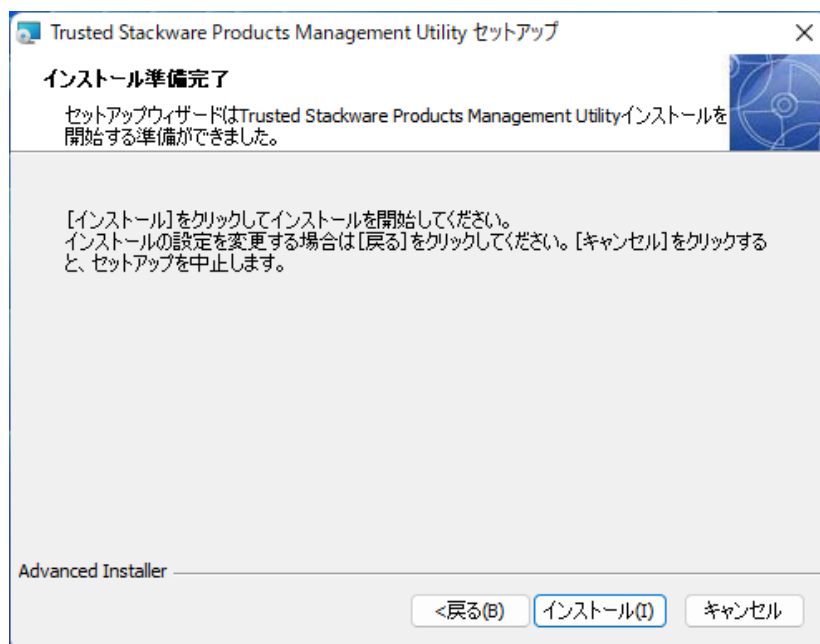 Trusted Stackware Products Management Utility セットアップ
インストール準備完了
セットアップウィザードはTrusted Stackware Products Management Utilityインストールを
開始する準備ができました。
[インストール]をクリックしてインストールを開始してください。
インストールの設定を変更する場合は[戻る]をクリックしてください。[キャンセル]をクリックする
と、セットアップを中止します。
Advanced Installer
<戻る(B) インストール(I) キャンセル